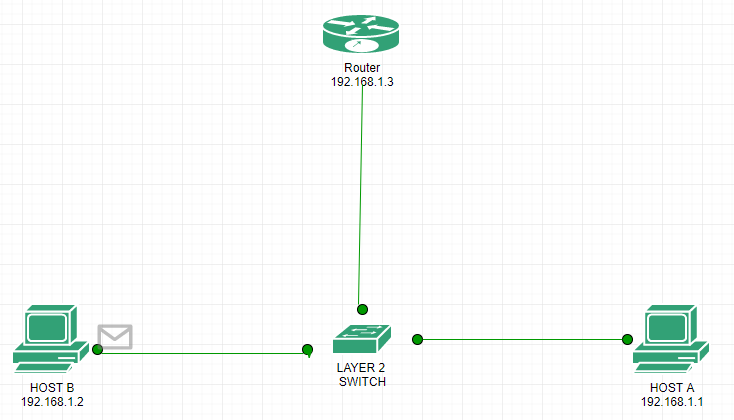 Router
192.168.1.3
LAYER 2
SWITCH
HOST B
192.168.1.2
HOST A
192.168.1.1